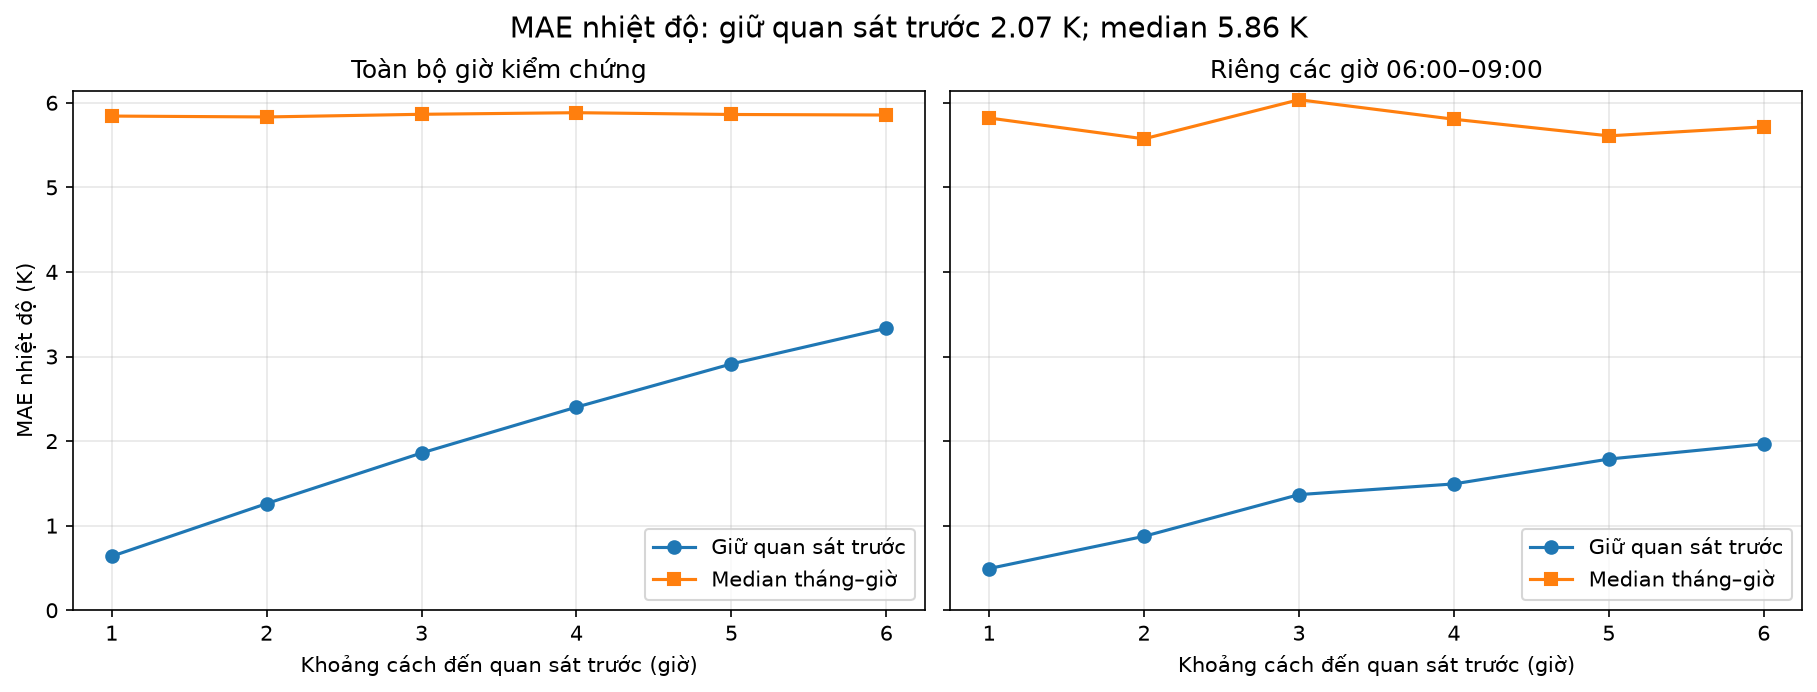 MAE nhiệt độ: giữ quan sát trước 2.07 K; median 5.86 K
Toàn bộ giờ kiểm chứng
MAE nhiệt độ (K)
6
5
4
3
2
1
0
1 2 3 4 5 6
Khoảng cách đến quan sát trước (giờ)
Giữ quan sát trước
Median tháng–giờ
Riêng các giờ 06:00–09:00
1 2 3 4 5 6
Khoảng cách đến quan sát trước (giờ)
Giữ quan sát trước
Median tháng–giờ